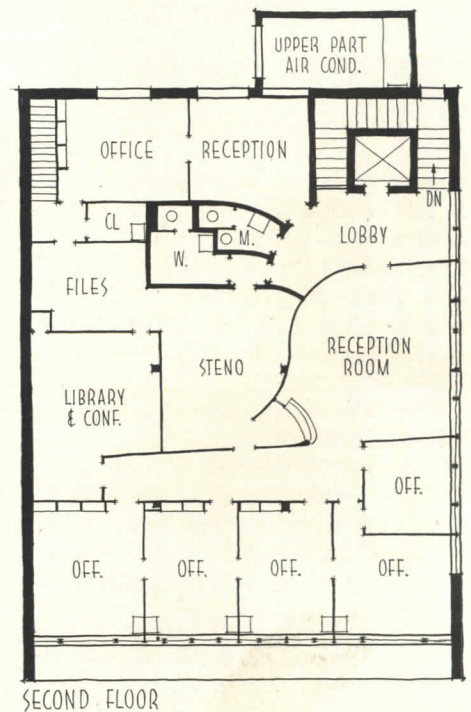 UPPER PART
AIR COND.
OFFICE
RECEPTION
DN
CL
M.
W.
LOBBY
FILES
STENO
RECEPTION
ROOM
LIBRARY
& CONF.
OFF.
OFF.
OFF.
OFF.
OFF.
SECOND FLOOR